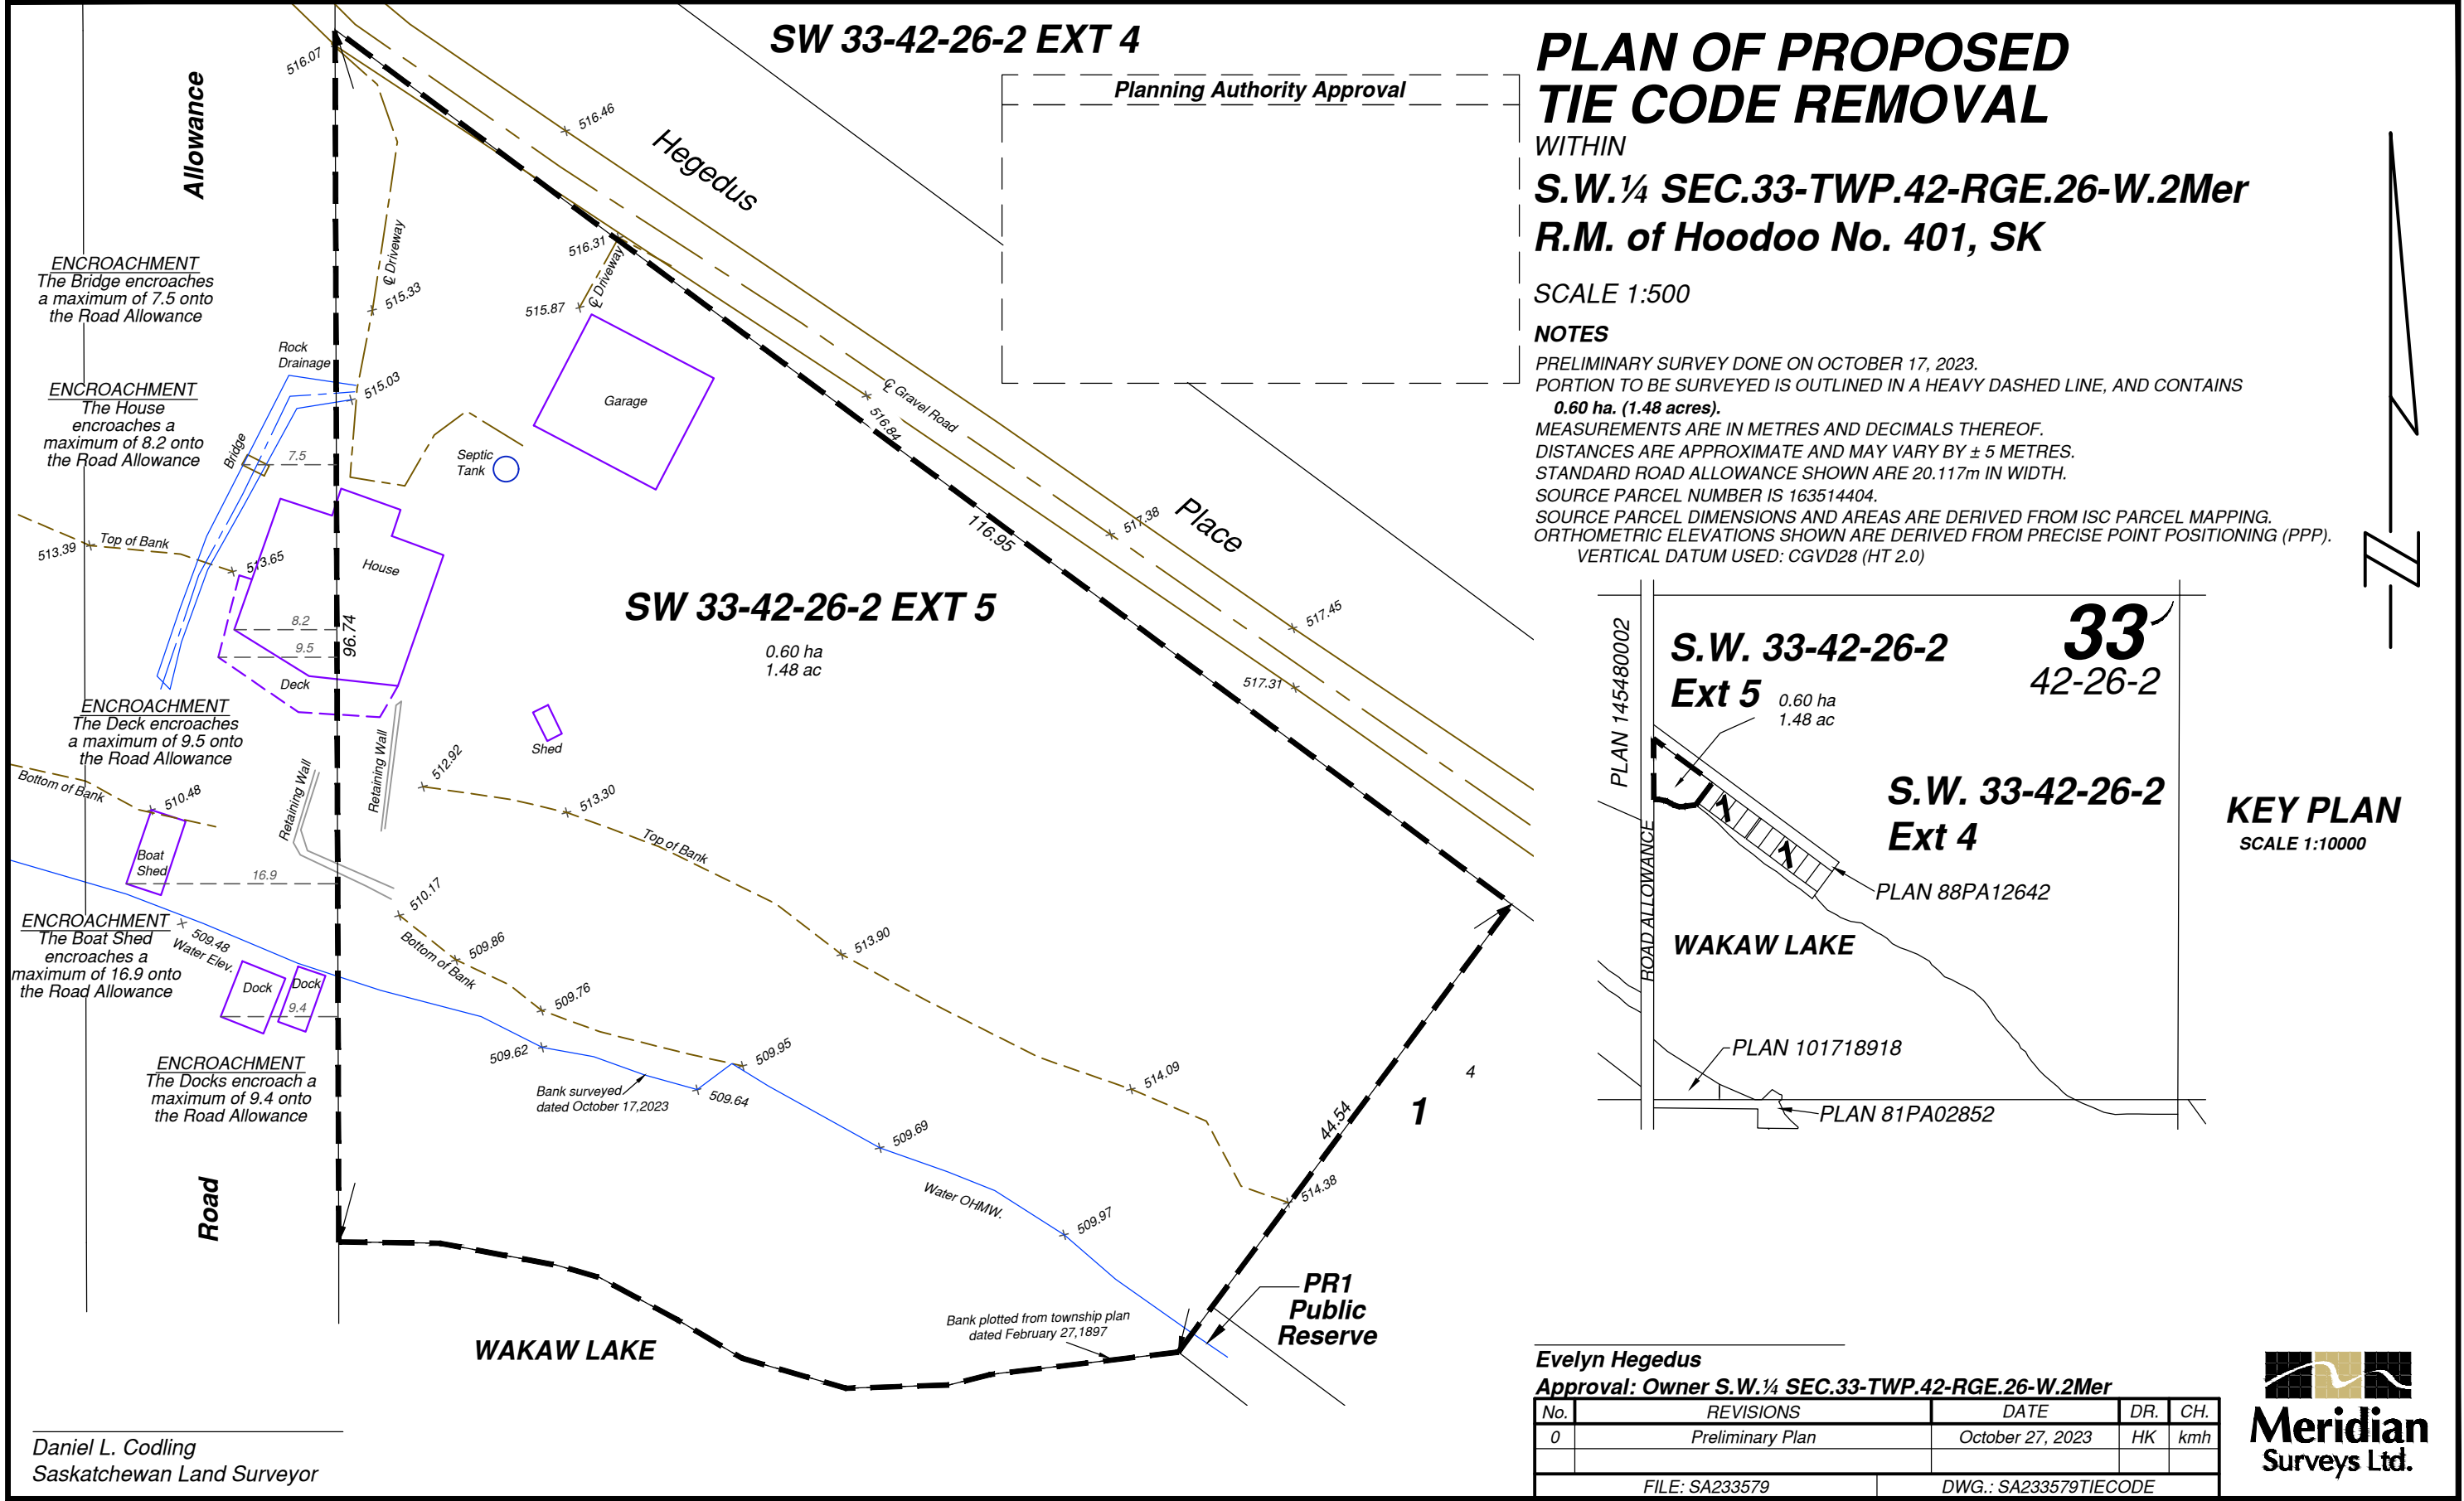 SW 33-42-26-2 EXT 4
Planning Authority Approval
PLAN OF PROPOSED
TIE CODE REMOVAL
WITHIN
S.W.¼ SEC.33-TWP.42-RGE.26-W.2Mer
R.M. of Hoodoo No. 401, SK
SCALE 1:500
NOTES
PRELIMINARY SURVEY DONE ON OCTOBER 17, 2023.
PORTION TO BE SURVEYED IS OUTLINED IN A HEAVY DASHED LINE, AND CONTAINS
0.60 ha. (1.48 acres).
MEASUREMENTS ARE IN METRES AND DECIMALS THEREOF.
DISTANCES ARE APPROXIMATE AND MAY VARY BY ± 5 METRES.
STANDARD ROAD ALLOWANCE SHOWN ARE 20.117m IN WIDTH.
SOURCE PARCEL NUMBER IS 163514404.
SOURCE PARCEL DIMENSIONS AND AREAS ARE DERIVED FROM ISC PARCEL MAPPING.
ORTHOMETRIC ELEVATIONS SHOWN ARE DERIVED FROM PRECISE POINT POSITIONING (PPP).
VERTICAL DATUM USED: CGVD28 (HT 2.0)
Allowance
516.07
516.46
Hegedus
516.31
℄ Driveway
℄ Driveway
515.33
515.87
ENCROACHMENT
The Bridge encroaches
a maximum of 7.5 onto
the Road Allowance
Rock
Drainage
515.03
Garage
℄ Gravel Road
516.84
ENCROACHMENT
The House
encroaches a
maximum of 8.2 onto
the Road Allowance
Bridge
7.5
Septic
Tank
116.95
517.38
Place
513.39
Top of Bank
513.65
House
SW 33-42-26-2 EXT 5
0.60 ha
1.48 ac
8.2
96.74
9.5
517.45
517.31
Deck
ENCROACHMENT
The Deck encroaches
a maximum of 9.5 onto
the Road Allowance
Shed
Retaining Wall
Retaining Wall
512.92
513.30
Top of Bank
Bottom of Bank
510.48
Boat
Shed
16.9
510.17
513.90
ENCROACHMENT
The Boat Shed
encroaches a
maximum of 16.9 onto
the Road Allowance
509.48
Water Elev.
Bottom of Bank
509.86
Dock
Dock
9.4
509.76
509.62
509.95
509.64
Bank surveyed
dated October 17,2023
514.09
4
1
44.54
ENCROACHMENT
The Docks encroach a
maximum of 9.4 onto
the Road Allowance
509.69
Water OHMW.
514.38
509.97
Road
PR1
Public
Reserve
Bank plotted from township plan
dated February 27,1897
WAKAW LAKE
Daniel L. Codling
Saskatchewan Land Surveyor
PLAN 145480002
S.W. 33-42-26-2
Ext 5
0.60 ha
1.48 ac
33
42-26-2
S.W. 33-42-26-2
Ext 4
1
1
KEY PLAN
SCALE 1:10000
ROAD ALLOWANCE
PLAN 88PA12642
WAKAW LAKE
PLAN 101718918
PLAN 81PA02852
N
Evelyn Hegedus
Approval: Owner S.W.¼ SEC.33-TWP.42-RGE.26-W.2Mer
No. REVISIONS DATE DR. CH.
0 Preliminary Plan October 27, 2023 HK kmh
FILE: SA233579 DWG.: SA233579TIECODE
Meridian
Surveys Ltd.